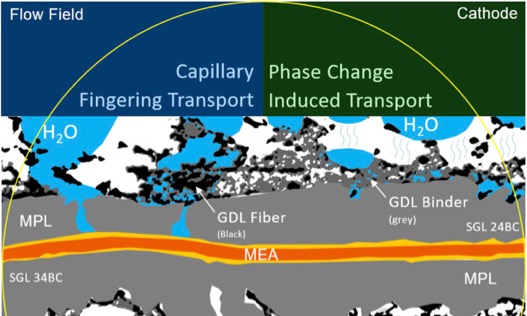 Flow Field
Cathode
Capillary
Fingering Transport
Phase Change
Induced Transport
H2O
H2O
GDL Fiber
(Black)
GDL Binder
(grey)
MPL
SGL 24BC
MEA
SGL 34BC
MPL